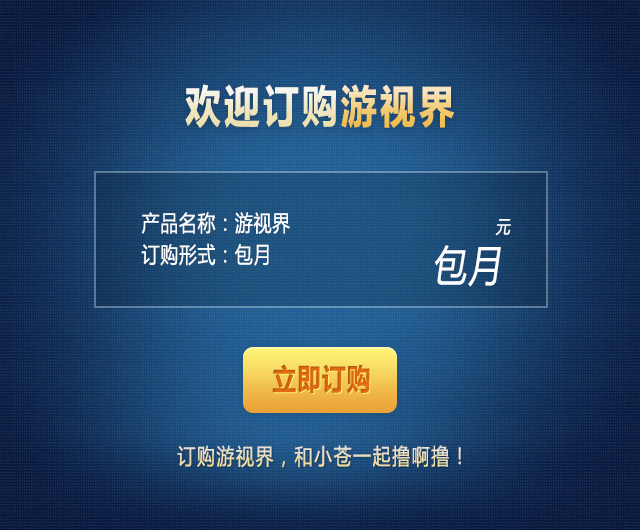 欢迎订购游视界
产品名称：游视界
订购形式：包月
元
包月
立即订购
订购游视界，和小苍一起撸啊撸！